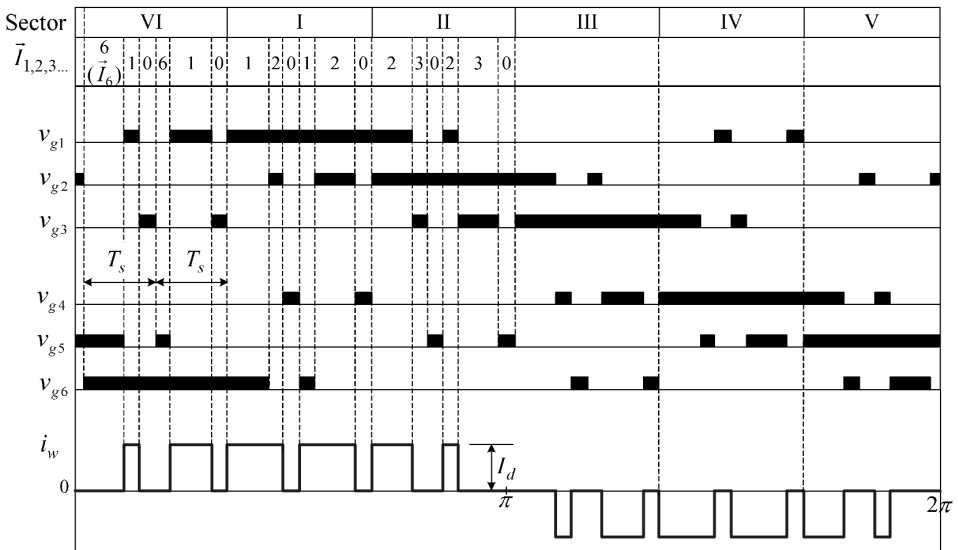 Sector VI I II III IV V
I⃗1,2,3... 6 (I⃗6) 1 0 6 1 0 1 2 0 1 2 0 2 3 0 2 3 0
vg1
vg2
vg3
Ts Ts
vg4
vg5
vg6
iw
Id
0 π 2π